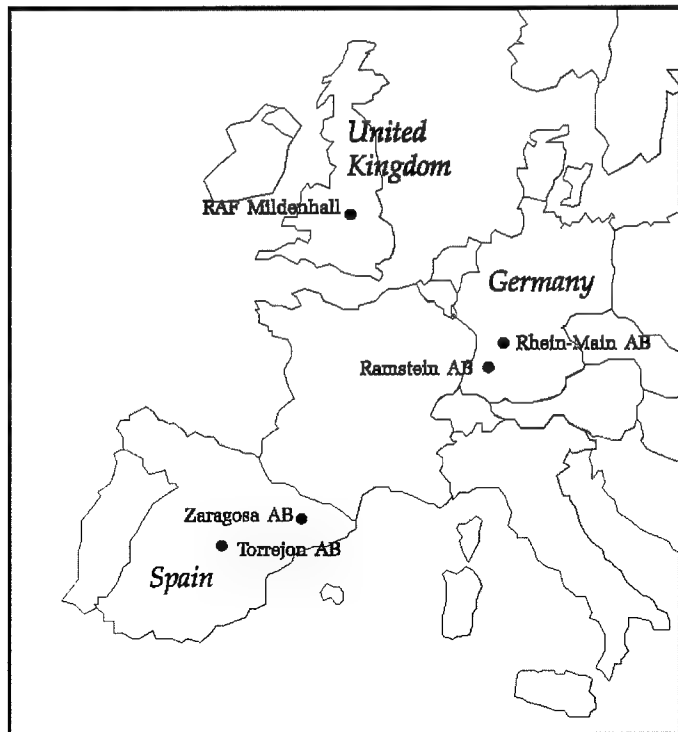 United
Kingdom
RAF Mildenhall
Germany
Rhein-Main AB
Ramstein AB
Zaragosa AB
Torrejon AB
Spain